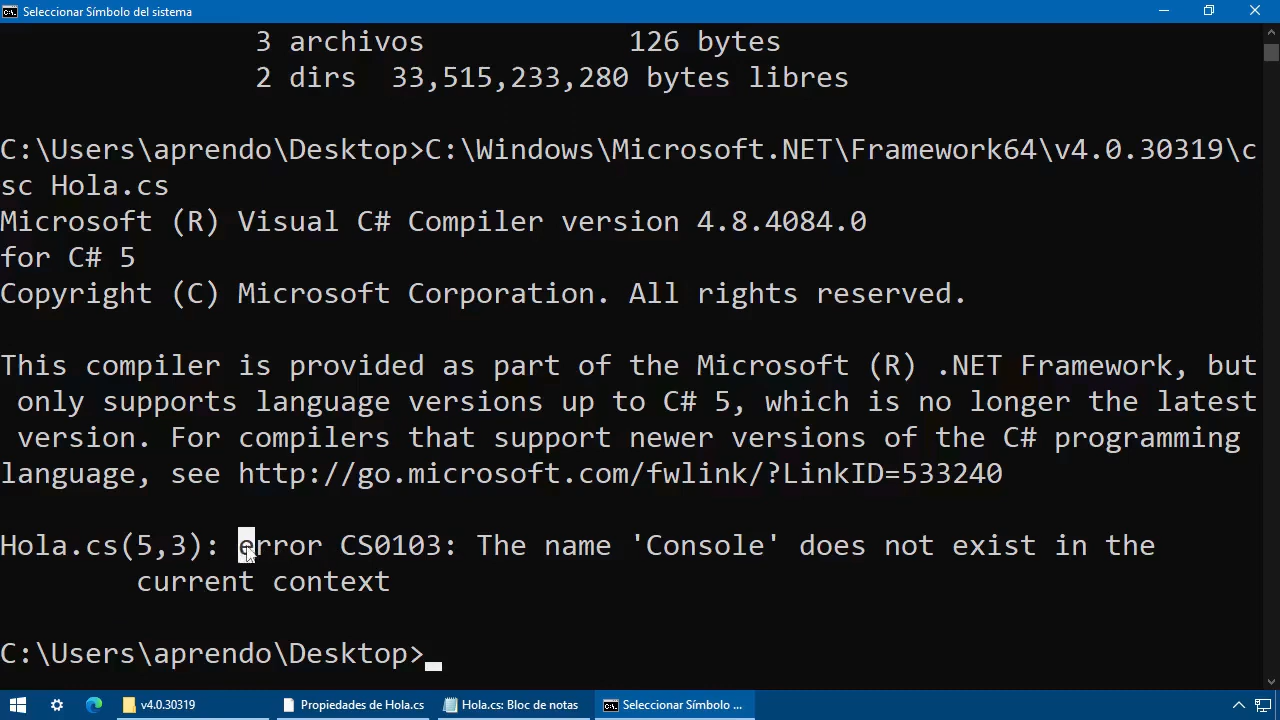 Seleccionar Símbolo del sistema
3 archivos 126 bytes
2 dirs 33,515,233,280 bytes libres
C:\Users\aprendo\Desktop>C:\Windows\Microsoft.NET\Framework64\v4.0.30319\c
sc Hola.cs
Microsoft (R) Visual C# Compiler version 4.8.4084.0
for C# 5
Copyright (C) Microsoft Corporation. All rights reserved.
This compiler is provided as part of the Microsoft (R) .NET Framework, but
only supports language versions up to C# 5, which is no longer the latest
version. For compilers that support newer versions of the C# programming
language, see http://go.microsoft.com/fwlink/?LinkID=533240
Hola.cs(5,3): error CS0103: The name 'Console' does not exist in the
current context
C:\Users\aprendo\Desktop>
v4.0.30319 Propiedades de Hola.cs Hola.cs: Bloc de notas Seleccionar Símbolo ...